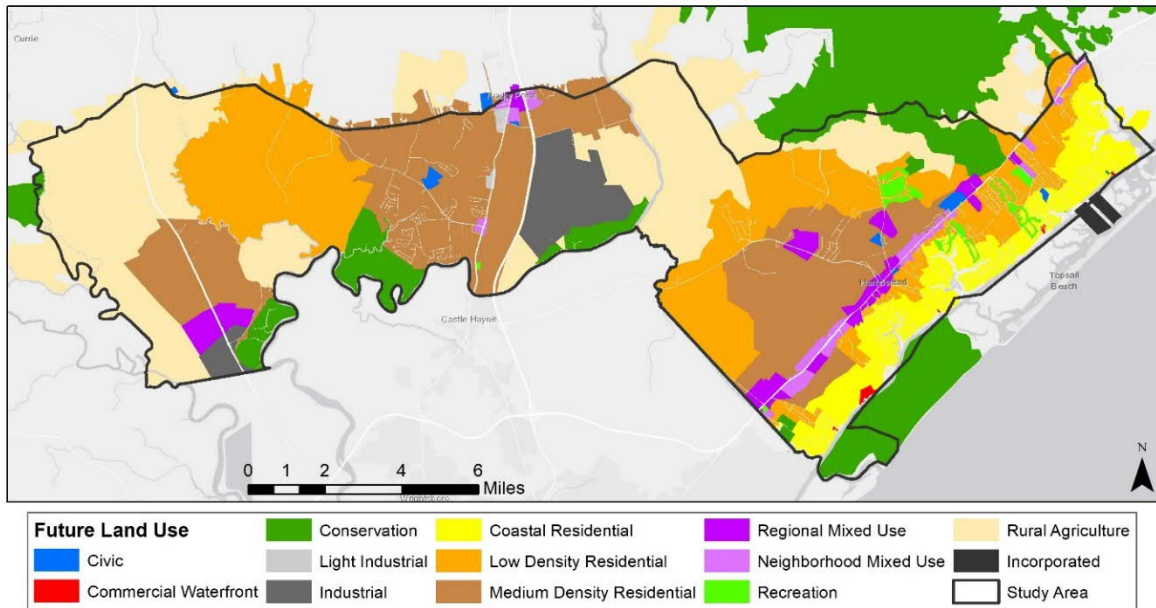 Currie
Castle Hayne
Hampstead
Topsail
Beach
0 1 2 4 6
Miles
N
Future Land Use
Civic
Commercial Waterfront
Conservation
Light Industrial
Industrial
Coastal Residential
Low Density Residential
Medium Density Residential
Regional Mixed Use
Neighborhood Mixed Use
Recreation
Rural Agriculture
Incorporated
Study Area